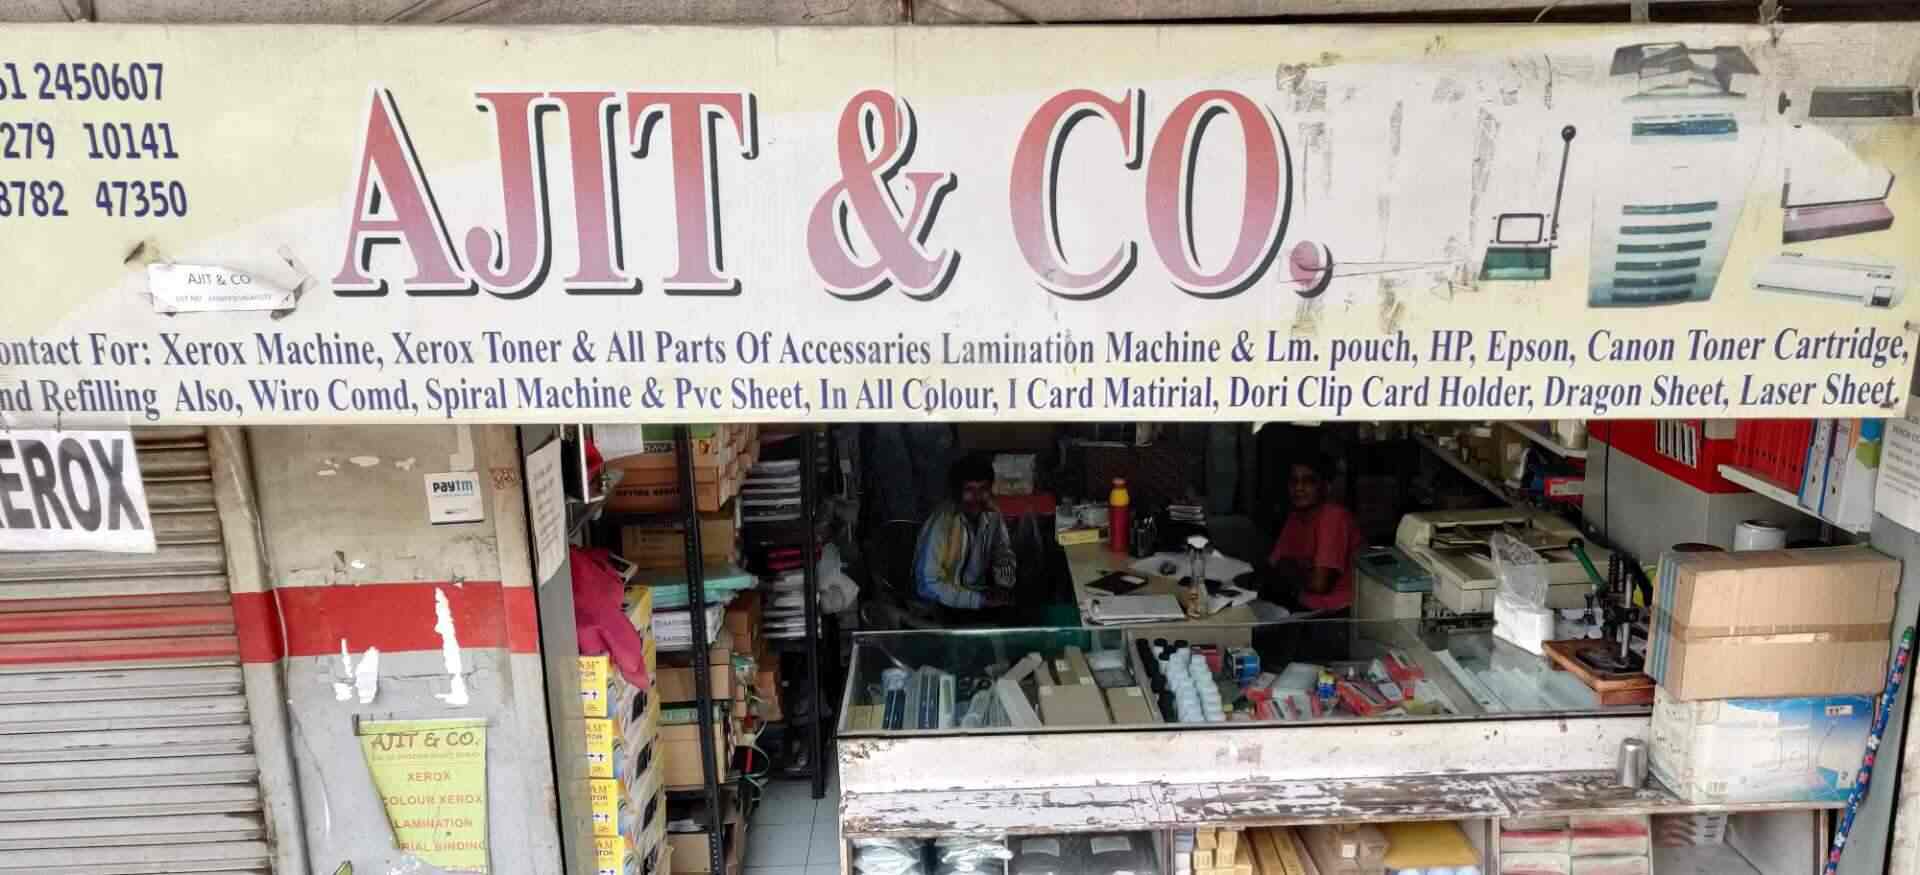 61 2450607
279 10141
8782 47350
AJIT & CO.
AJIT & CO
ontact For: Xerox Machine, Xerox Toner & All Parts Of Accessaries Lamination Machine & Lm. pouch, HP, Epson, Canon Toner Cartridge,
nd Refilling Also, Wiro Comd, Spiral Machine & Pvc Sheet, In All Colour, I Card Matirial, Dori Clip Card Holder, Dragon Sheet, Laser Sheet.
EROX
paytm
AJIT & CO.
XEROX
COLOUR XEROX
LAMINATION
RIAL BINDING